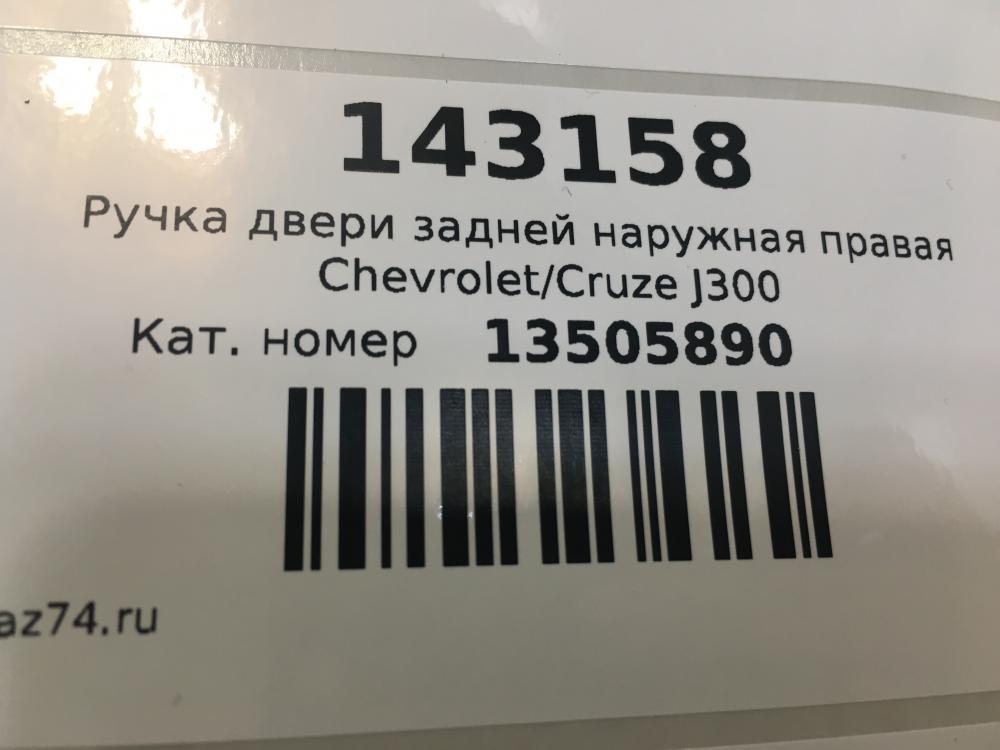 143158
Ручка двери задней наружная правая
Chevrolet/Cruze J300
Кат. номер 13505890
az74.ru